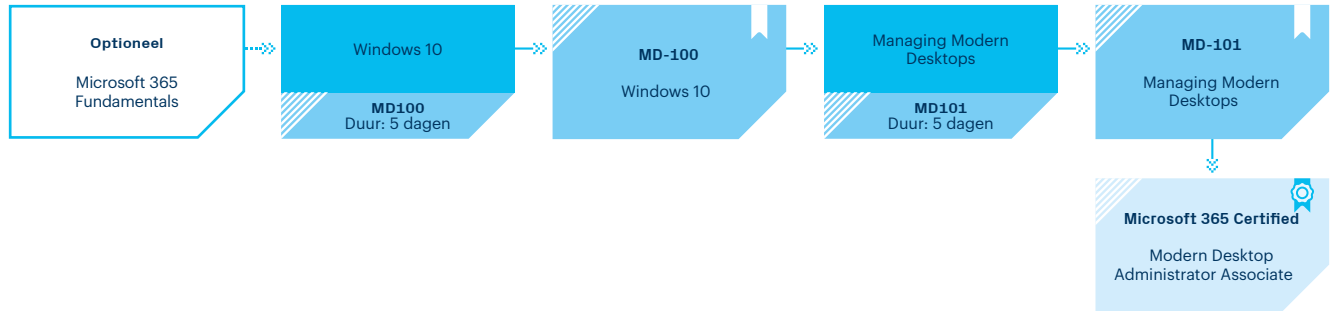 Optioneel
Microsoft 365
Fundamentals
Windows 10
MD100
Duur: 5 dagen
MD-100
Windows 10
Managing Modern
Desktops
MD101
Duur: 5 dagen
MD-101
Managing Modern
Desktops
Microsoft 365 Certified
Modern Desktop
Administrator Associate